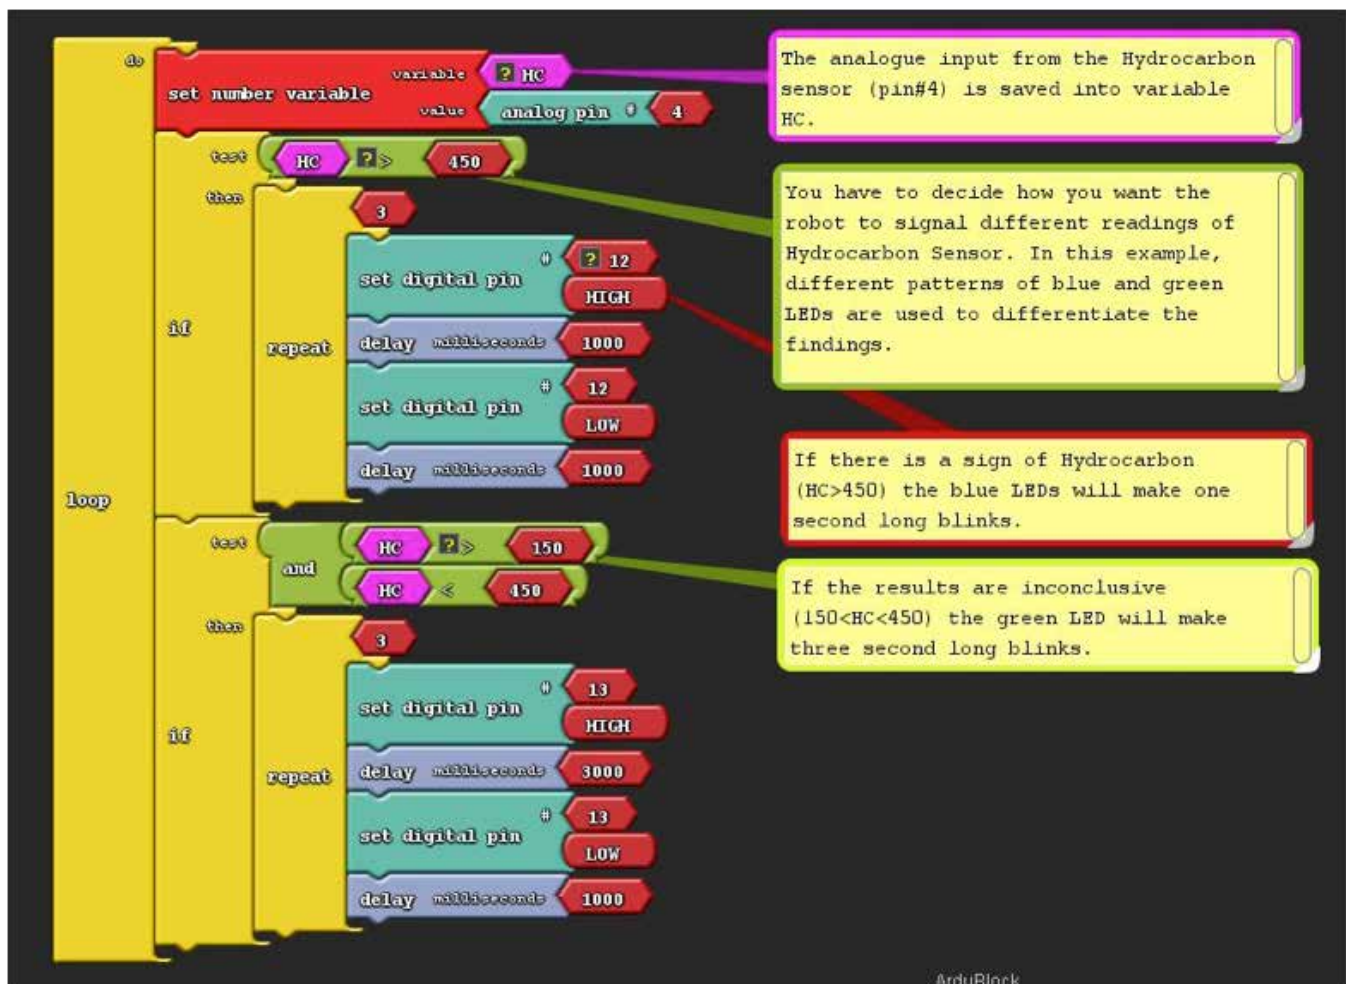 do
set number variable
variable
? HC
value
analog pin # 4
The analogue input from the Hydrocarbon
sensor (pin#4) is saved into variable
HC.
if
test
HC ? > 450
You have to decide how you want the
robot to signal different readings of
Hydrocarbon Sensor. In this example,
different patterns of blue and green
LEDs are used to differentiate the
findings.
then
repeat
3
set digital pin
# ? 12
HIGH
delay milliseconds 1000
set digital pin
# 12
LOW
delay milliseconds 1000
If there is a sign of Hydrocarbon
(HC>450) the blue LEDs will make one
second long blinks.
loop
if
test
and
HC ? > 150
HC < 450
If the results are inconclusive
(150<HC<450) the green LED will make
three second long blinks.
then
repeat
3
set digital pin
# 13
HIGH
delay milliseconds 3000
set digital pin
# 13
LOW
delay milliseconds 1000
ArduBlock